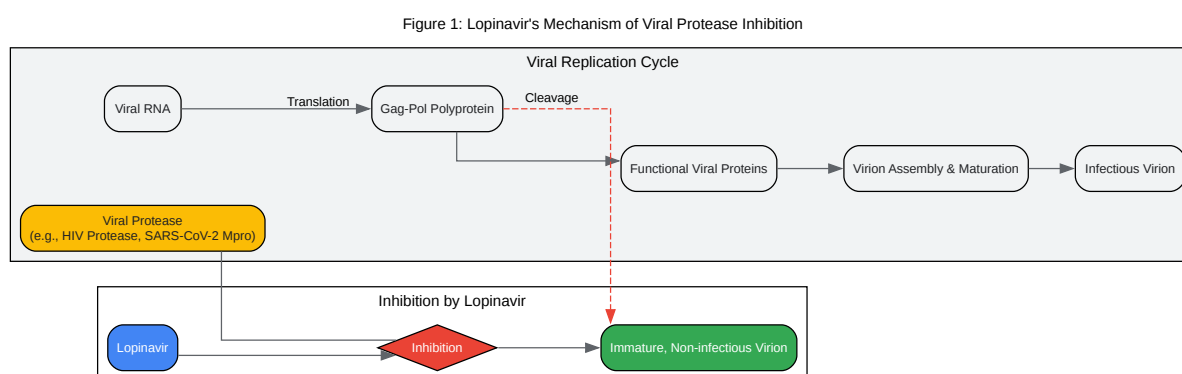 Figure 1: Lopinavir's Mechanism of Viral Protease Inhibition
Viral Replication Cycle
Viral RNA
Translation
Gag-Pol Polyprotein
Cleavage
Functional Viral Proteins
Virion Assembly & Maturation
Infectious Virion
Viral Protease
(e.g., HIV Protease, SARS-CoV-2 Mpro)
Inhibition by Lopinavir
Lopinavir
Inhibition
Immature, Non-infectious Virion